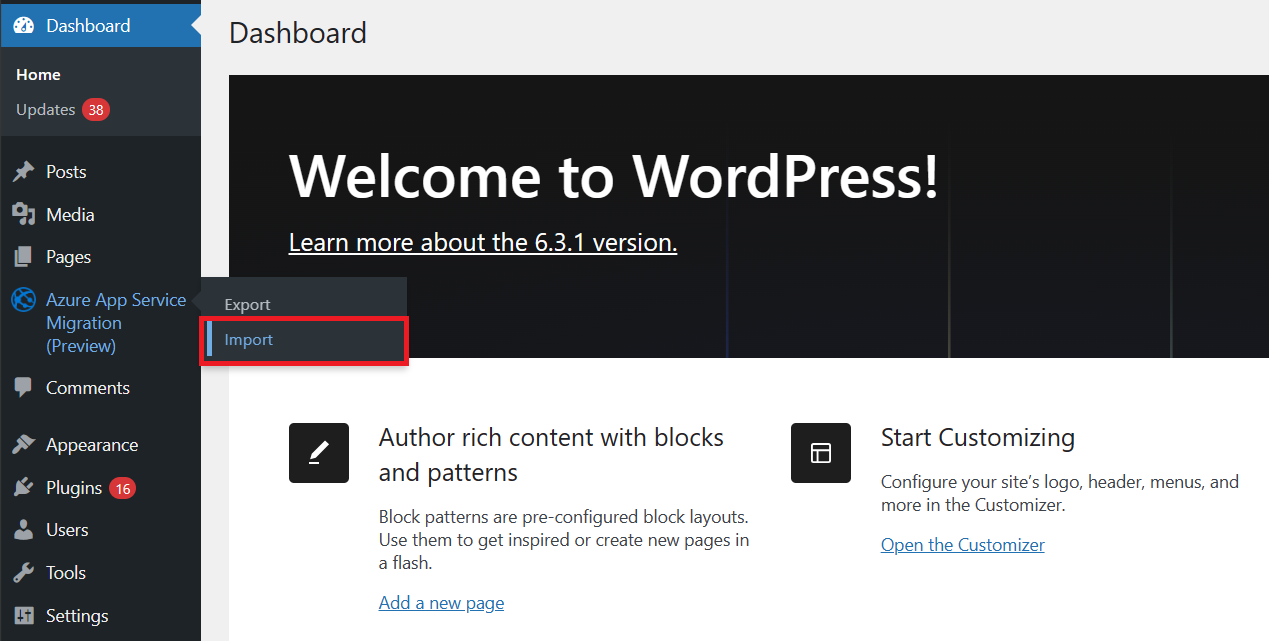 Dashboard
Home
Updates 38
Posts
Media
Pages
Azure App Service
Migration
(Preview)
Export
Import
Comments
Appearance
Plugins 16
Users
Tools
Settings
Dashboard
Welcome to WordPress!
Learn more about the 6.3.1 version.
Author rich content with blocks
and patterns
Block patterns are pre-configured block layouts.
Use them to get inspired or create new pages in
a flash.
Add a new page
Start Customizing
Configure your site’s logo, header, menus, and
more in the Customizer.
Open the Customizer